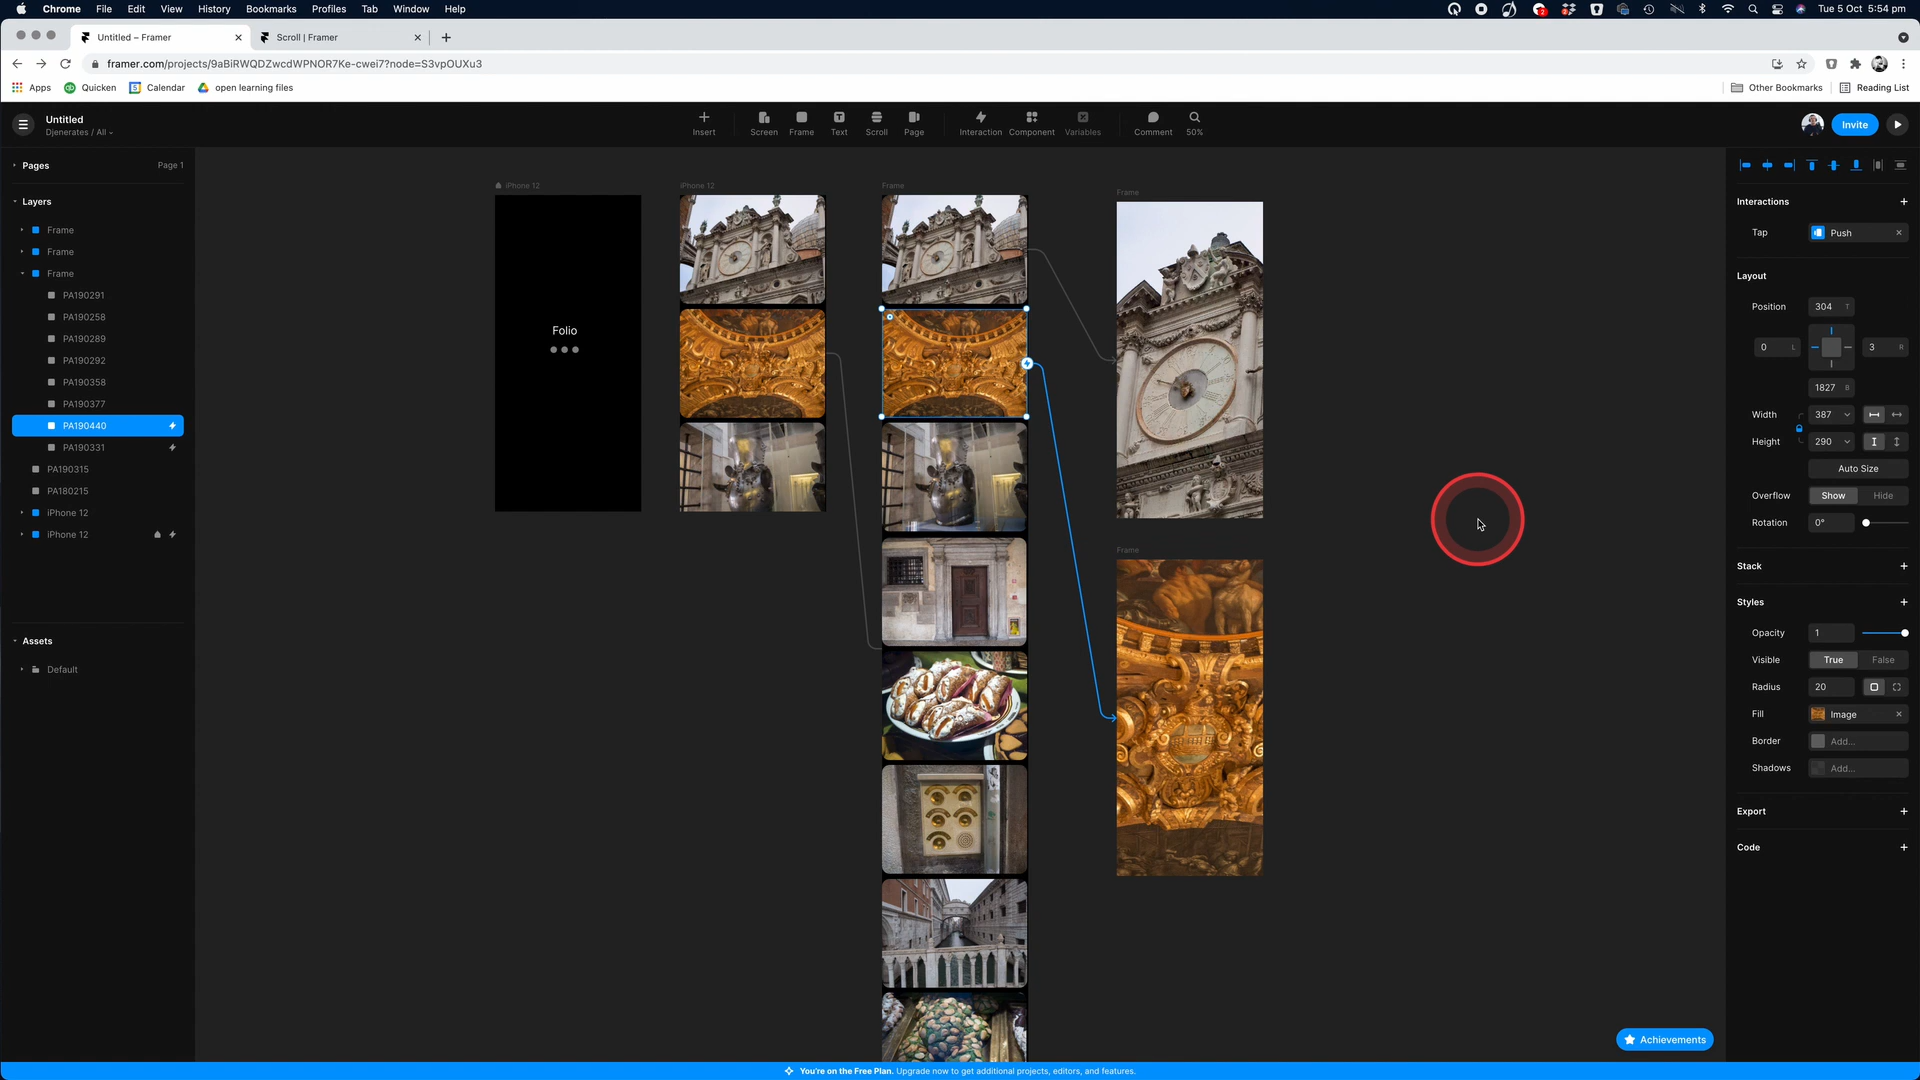 Chrome File Edit View History Bookmarks Profiles Tab Window Help
Tue 5 Oct 5:54 pm
Untitled – Framer
Scroll | Framer
framer.com/projects/9aBiRWQDZwcdWPNOR7Ke-cwei7?node=S3vpOUXu3
Apps Quicken Calendar open learning files
Other Bookmarks Reading List
Untitled
Djenerates / All
Insert Screen Frame Text Scroll Page Interaction Component Variables Comment 50%
Invite
Pages Page 1
Layers
Frame
Frame
Frame
PA190291
PA190258
PA190289
PA190292
PA190358
PA190377
PA190440
PA190331
PA190315
PA180215
iPhone 12
iPhone 12
Assets
Default
iPhone 12
Folio
iPhone 12
Frame
Frame
Frame
Interactions
Tap Push
Layout
Position 304 T
0 L 3 R
1827 B
Width 387
Height 290
Auto Size
Overflow Show Hide
Rotation 0°
Stack
Styles
Opacity 1
Visible True False
Radius 20
Fill Image
Border Add...
Shadows Add...
Export
Code
Achievements
You're on the Free Plan. Upgrade now to get additional projects, editors, and features.